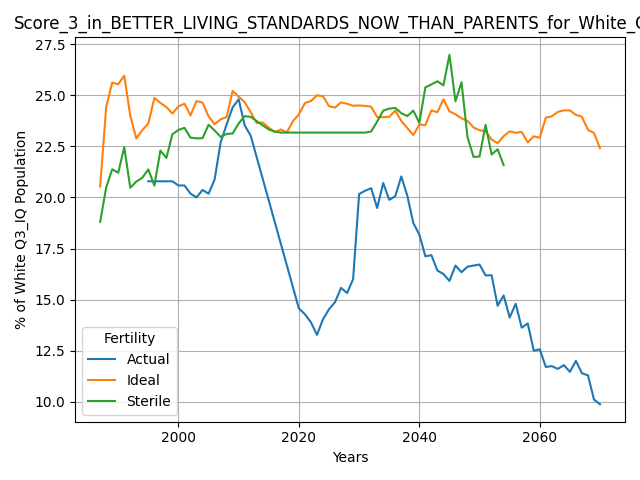 Score_3_in_BETTER_LIVING_STANDARDS_NOW_THAN_PARENTS_for_White_
% of White Q3_IQ Population
27.5
25.0
22.5
20.0
17.5
15.0
12.5
10.0
Fertility
Actual
Ideal
Sterile
2000
2020
2040
2060
Years